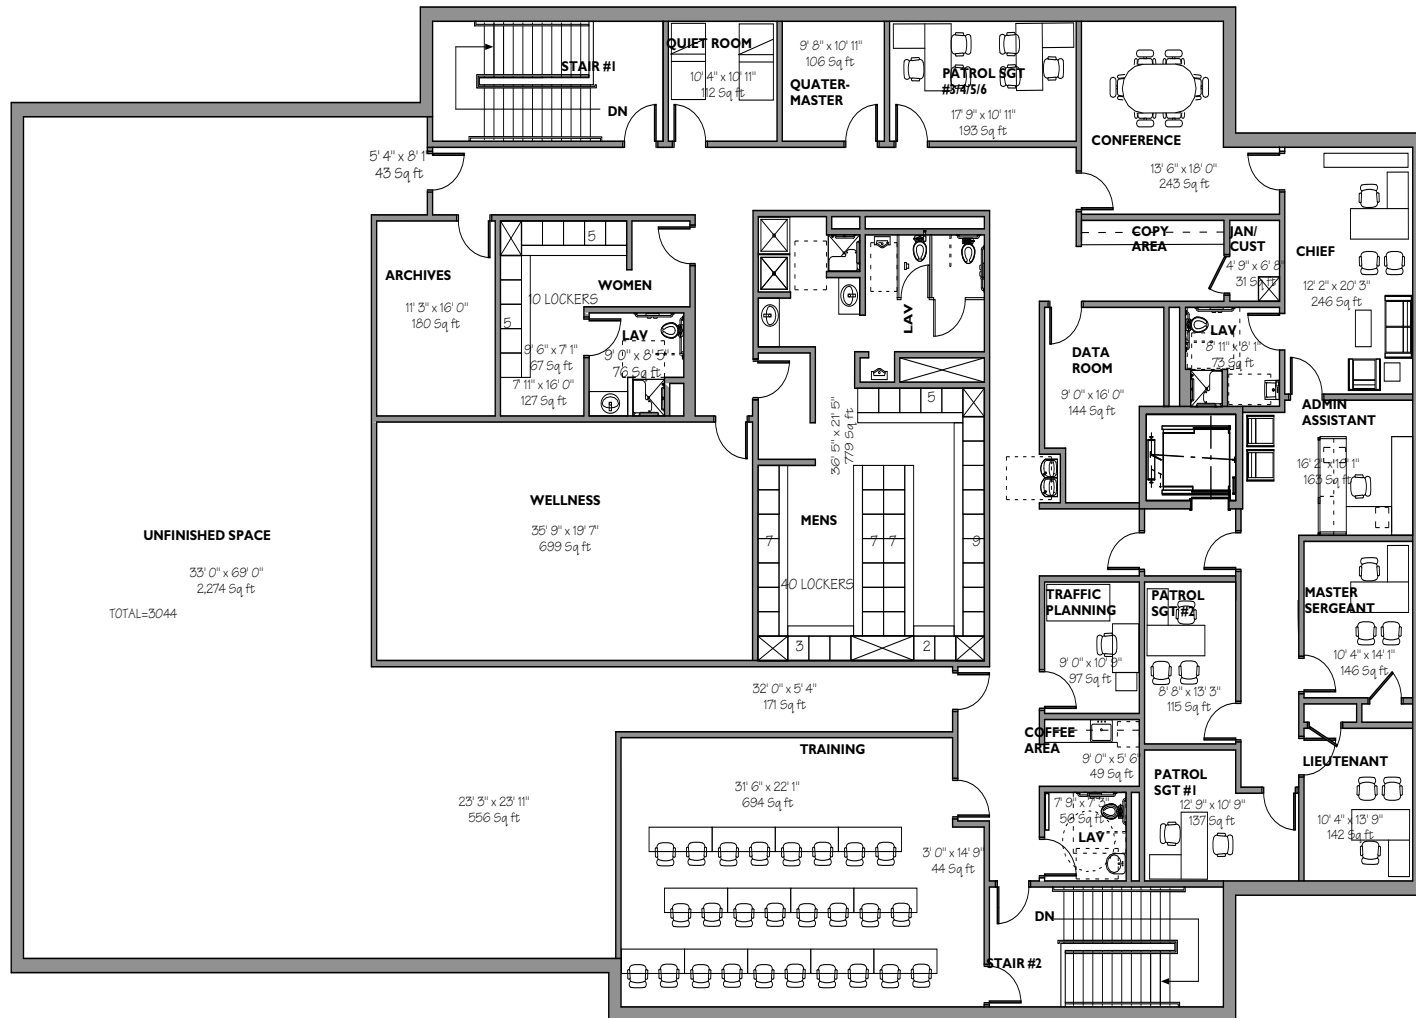 QUIET ROOM
10' 4" x 10' 11"
112 Sq ft
9' 8" x 10' 11"
106 Sq ft
QUATER-
MASTER
PATROL SGT
#3/4/5/6
17' 9" x 10' 11"
193 Sq ft
STAIR #1
DN
CONFERENCE
13' 6" x 18' 0"
243 Sq ft
5' 4" x 8' 1"
43 Sq ft
ARCHIVES
11' 3" x 16' 0"
180 Sq ft
5
WOMEN
10 LOCKERS
5
LAV
9' 0" x 8' 5"
76 Sq ft
9' 6" x 7' 1"
67 Sq ft
7' 11" x 16' 0"
127 Sq ft
LAV
COPY
AREA
JAN/
CUST
4' 9" x 6' 8"
31 Sq ft
CHIEF
12' 2" x 20' 3"
246 Sq ft
LAV
8' 11" x 8' 1"
73 Sq ft
DATA
ROOM
9' 0" x 16' 0"
144 Sq ft
ADMIN
ASSISTANT
16' 2" x 10' 1"
163 Sq ft
5
36' 5" x 21' 5"
779 Sq ft
MENS
7
7 7
9
40 LOCKERS
3
2
WELLNESS
35' 9" x 19' 7"
699 Sq ft
UNFINISHED SPACE
33' 0" x 69' 0"
2,274 Sq ft
TOTAL=3044
TRAFFIC
PLANNING
9' 0" x 10' 9"
97 Sq ft
PATROL
SGT #2
8' 8" x 13' 3"
115 Sq ft
MASTER
SERGEANT
10' 4" x 14' 1"
146 Sq ft
32' 0" x 5' 4"
171 Sq ft
COFFEE
AREA
9' 0" x 5' 6"
49 Sq ft
TRAINING
31' 6" x 22' 1"
694 Sq ft
23' 3" x 23' 11"
556 Sq ft
PATROL
SGT #1
12' 9" x 10' 9"
137 Sq ft
LIEUTENANT
10' 4" x 13' 9"
142 Sq ft
7' 9" x 7' 3"
56 Sq ft
LAV
3' 0" x 14' 9"
44 Sq ft
DN
STAIR #2